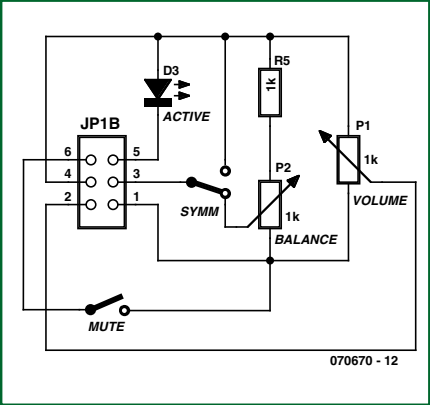 D3
ACTIVE
R5
1k
JP1B
6 5
4 3
2 1
SYMM
P2
1k
BALANCE
P1
1k
VOLUME
MUTE
070670 - 12